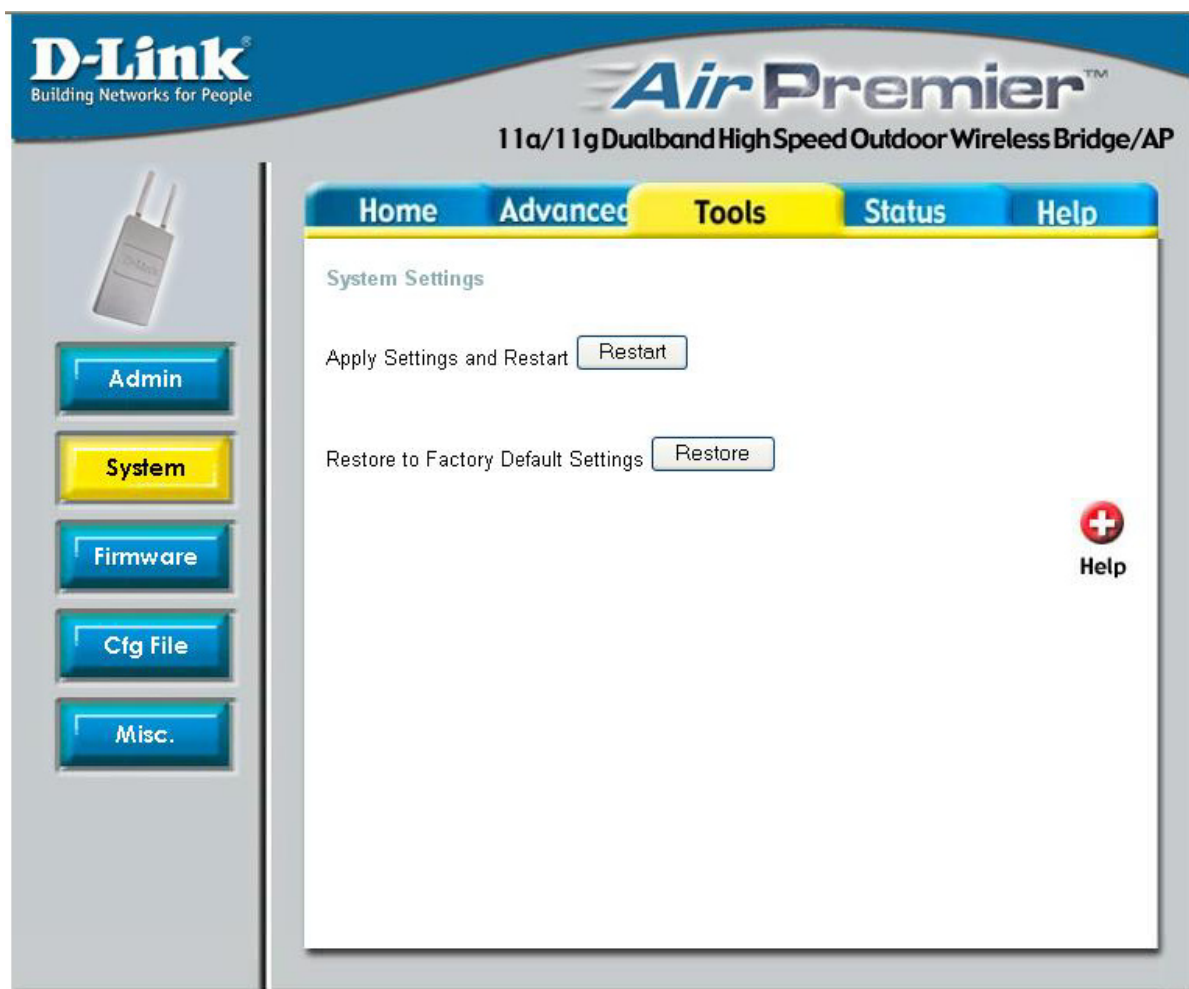 D-Link®
Building Networks for People
Air Premier™
11a/11g Dualband High Speed Outdoor Wireless Bridge/AP
D-Link
Home Advanced Tools Status Help
System Settings
Apply Settings and Restart Restart
Restore to Factory Default Settings Restore
Help
Admin
System
Firmware
Cfg File
Misc.